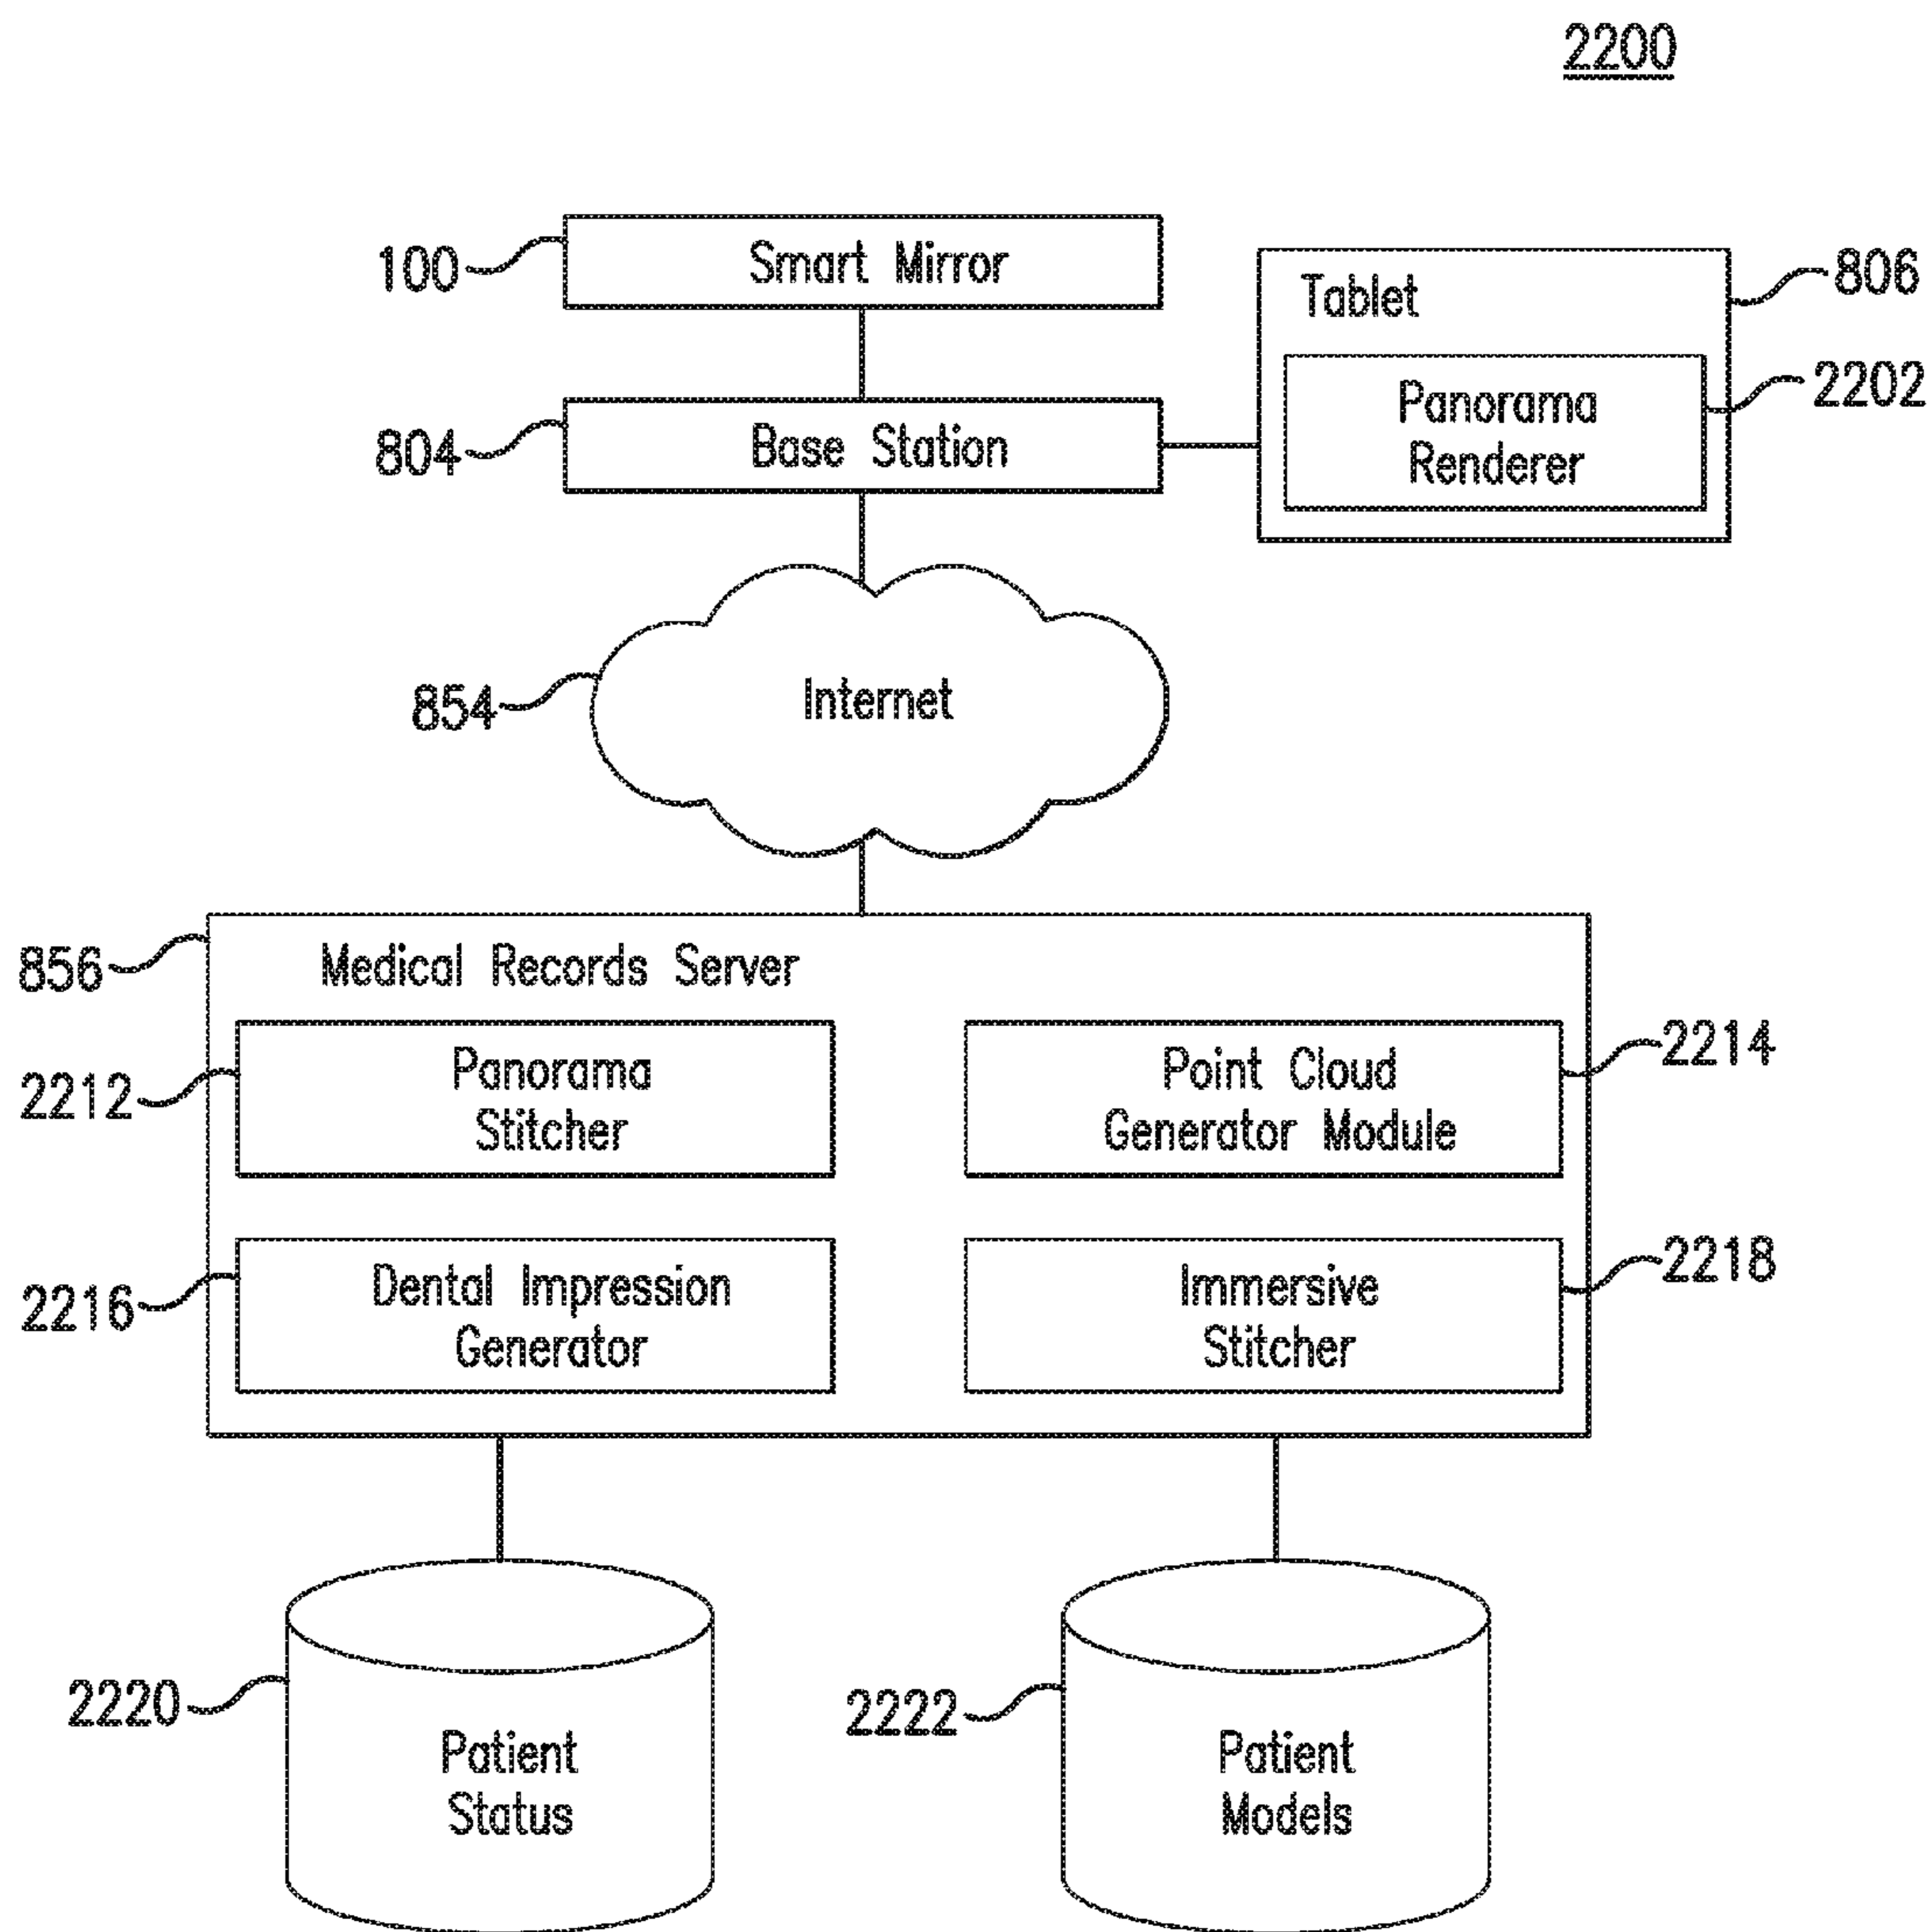 2200
100
Smart Mirror
Tablet
806
Panorama
Renderer
2202
804
Base Station
854
Internet
856
Medical Records Server
2212
Panorama
Stitcher
Point Cloud
Generator Module
2214
2216
Dental Impression
Generator
Immersive
Stitcher
2218
2220
Patient
Status
2222
Patient
Models